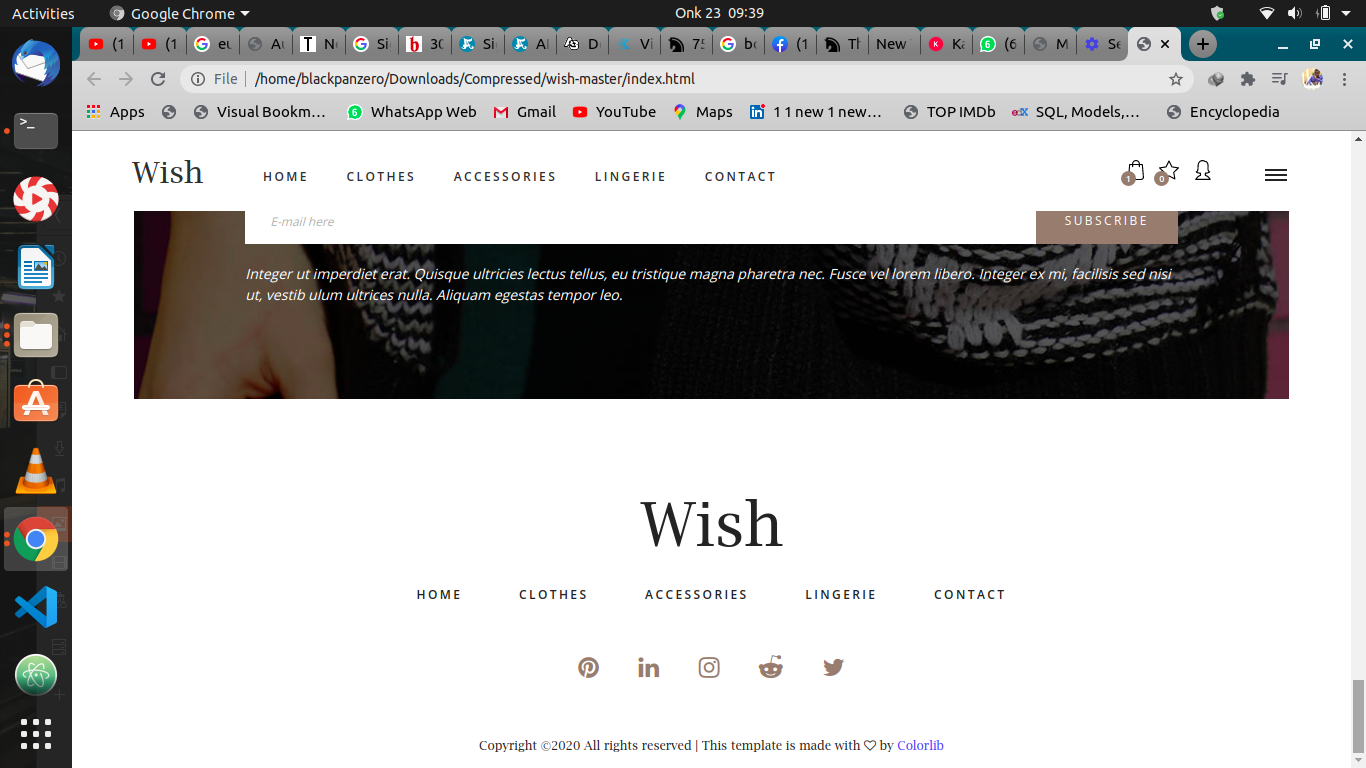 Activities Google Chrome Onk 23 09:39
(1 (1 eu Au No Si 30 Si Al D Vi 75 bo (1 Th New Ka (6 M Se
File /home/blackpanzero/Downloads/Compressed/wish-master/index.html
Apps Visual Bookm… WhatsApp Web Gmail YouTube Maps 1 1 new 1 new… TOP IMDb SQL, Models,… Encyclopedia
Wish HOME CLOTHES ACCESSORIES LINGERIE CONTACT 1 0
E-mail here SUBSCRIBE
Integer ut imperdiet erat. Quisque ultricies lectus tellus, eu tristique magna pharetra nec. Fusce vel lorem libero. Integer ex mi, facilisis sed nisi
ut, vestib ulum ultrices nulla. Aliquam egestas tempor leo.
Wish
HOME CLOTHES ACCESSORIES LINGERIE CONTACT
Copyright ©2020 All rights reserved | This template is made with ♡ by Colorlib